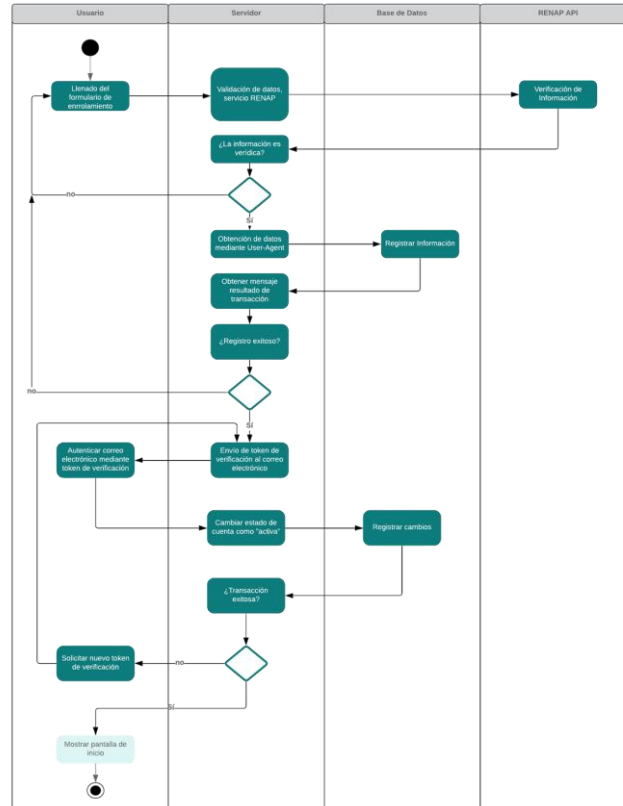 Usuario
Servidor
Base de Datos
RENAP API
Llenado del
formulario de
enrrolamiento
Validación de datos,
servicio RENAP
Verificación de
Información
¿La información es
verídica?
no
Sí
Obtención de datos
mediante User-Agent
Registrar Información
Obtener mensaje
resultado de
transacción
¿Registro exitoso?
no
Sí
Autenticar correo
electrónico mediante
token de verificación
Envío de token de
verificación al correo
electrónico
Cambiar estado de
cuenta como "activa"
Registrar cambios
¿Transacción
exitosa?
Solicitar nuevo token
de verificación
no
Sí
Mostrar pantalla de
inicio